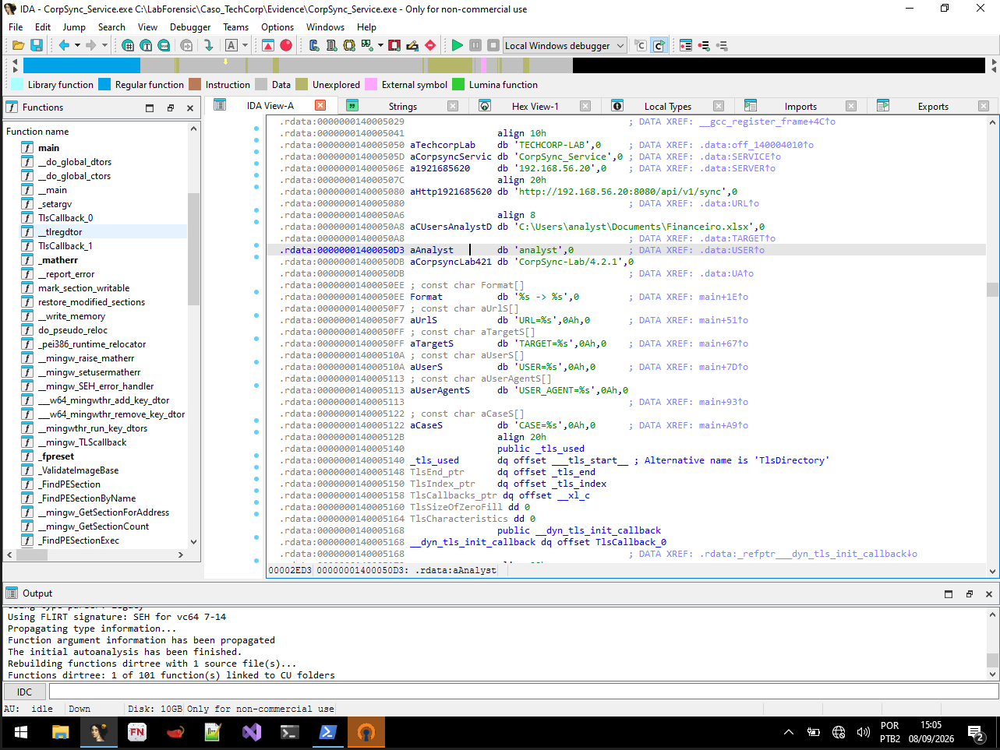 IDA - CorpSync_Service.exe C:\LabForensic\Caso_TechCorp\Evidence\CorpSync_Service.exe - Only for non-commercial use
File Edit Jump Search View Debugger Teams Options Windows Help
Local Windows debugger
Library function Regular function Instruction Data Unexplored External symbol Lumina function
Functions
IDA View-A Strings Hex View-1 Local Types Imports Exports
Function name
main
__do_global_dtors
__do_global_ctors
__main
_setargv
TlsCallback_0
__tlregdtor
TlsCallback_1
_matherr
__report_error
mark_section_writable
restore_modified_sections
__write_memory
do_pseudo_reloc
_pei386_runtime_relocator
__mingw_raise_matherr
__mingw_setusermatherr
__mingw_SEH_error_handler
___w64_mingwthr_add_key_dtor
___w64_mingwthr_remove_key_dtor
__mingwthr_run_key_dtors
__mingw_TLScallback
_fpreset
_ValidateImageBase
_FindPESection
_FindPESectionByName
__mingw_GetSectionForAddress
__mingw_GetSectionCount
_FindPESectionExec
.rdata:0000000140005029 ; DATA XREF: __gcc_register_frame+4C↑o
.rdata:0000000140005041 align 10h
.rdata:0000000140005050 aTechcorpLab db 'TECHCORP-LAB',0 ; DATA XREF: .data:off_140004010↑o
.rdata:000000014000505D aCorpsyncServic db 'CorpSync_Service',0 ; DATA XREF: .data:SERVICE↑o
.rdata:000000014000506E a1921685620 db '192.168.56.20',0 ; DATA XREF: .data:SERVER↑o
.rdata:000000014000507C align 20h
.rdata:0000000140005080 aHttp1921685620 db 'http://192.168.56.20:8080/api/v1/sync',0
.rdata:0000000140005080 ; DATA XREF: .data:URL↑o
.rdata:00000001400050A6 align 8
.rdata:00000001400050A8 aCUsersAnalystD db 'C:\Users\analyst\Documents\Financeiro.xlsx',0
.rdata:00000001400050A8 ; DATA XREF: .data:TARGET↑o
.rdata:00000001400050D3 aAnalyst db 'analyst',0 ; DATA XREF: .data:USER↑o
.rdata:00000001400050DB aCorpsyncLab421 db 'CorpSync-Lab/4.2.1',0
.rdata:00000001400050DB ; DATA XREF: .data:UA↑o
.rdata:00000001400050EE ; const char Format[]
.rdata:00000001400050EE Format db '%s -> %s',0 ; DATA XREF: main+1E↑o
.rdata:00000001400050F7 ; const char aUrlS[]
.rdata:00000001400050F7 aUrlS db 'URL=%s',0Ah,0 ; DATA XREF: main+51↑o
.rdata:00000001400050FF ; const char aTargetS[]
.rdata:00000001400050FF aTargetS db 'TARGET=%s',0Ah,0 ; DATA XREF: main+67↑o
.rdata:000000014000510A ; const char aUserS[]
.rdata:000000014000510A aUserS db 'USER=%s',0Ah,0 ; DATA XREF: main+7D↑o
.rdata:0000000140005113 ; const char aUserAgentS[]
.rdata:0000000140005113 aUserAgentS db 'USER_AGENT=%s',0Ah,0
.rdata:0000000140005113 ; DATA XREF: main+93↑o
.rdata:0000000140005122 ; const char aCaseS[]
.rdata:0000000140005122 aCaseS db 'CASE=%s',0Ah,0 ; DATA XREF: main+A9↑o
.rdata:000000014000512B align 20h
.rdata:0000000140005140 public _tls_used
.rdata:0000000140005140 _tls_used dq offset ___tls_start__ ; Alternative name is 'TlsDirectory'
.rdata:0000000140005148 TlsEnd_ptr dq offset _tls_end
.rdata:0000000140005150 TlsIndex_ptr dq offset _tls_index
.rdata:0000000140005158 TlsCallbacks_ptr dq offset __xl_c
.rdata:0000000140005160 TlsSizeOfZeroFill dd 0
.rdata:0000000140005164 TlsCharacteristics dd 0
.rdata:0000000140005168 public __dyn_tls_init_callback
.rdata:0000000140005168 __dyn_tls_init_callback dq offset TlsCallback_0
.rdata:0000000140005168 ; DATA XREF: .rdata:_refptr___dyn_tls_init_callback↓o
00002ED3 00000001400050D3: .rdata:aAnalyst
Output
Using FLIRT signature: SEH for vc64 7-14
Propagating type information...
Function argument information has been propagated
The initial autoanalysis has been finished.
Rebuilding functions dirtree with 1 source file(s)...
Functions dirtree: 1 of 101 function(s) linked to CU folders
IDC
AU: idle Down Disk: 10GB Only for non-commercial use
FN
POR
PTB2
15:05
08/09/2026
2